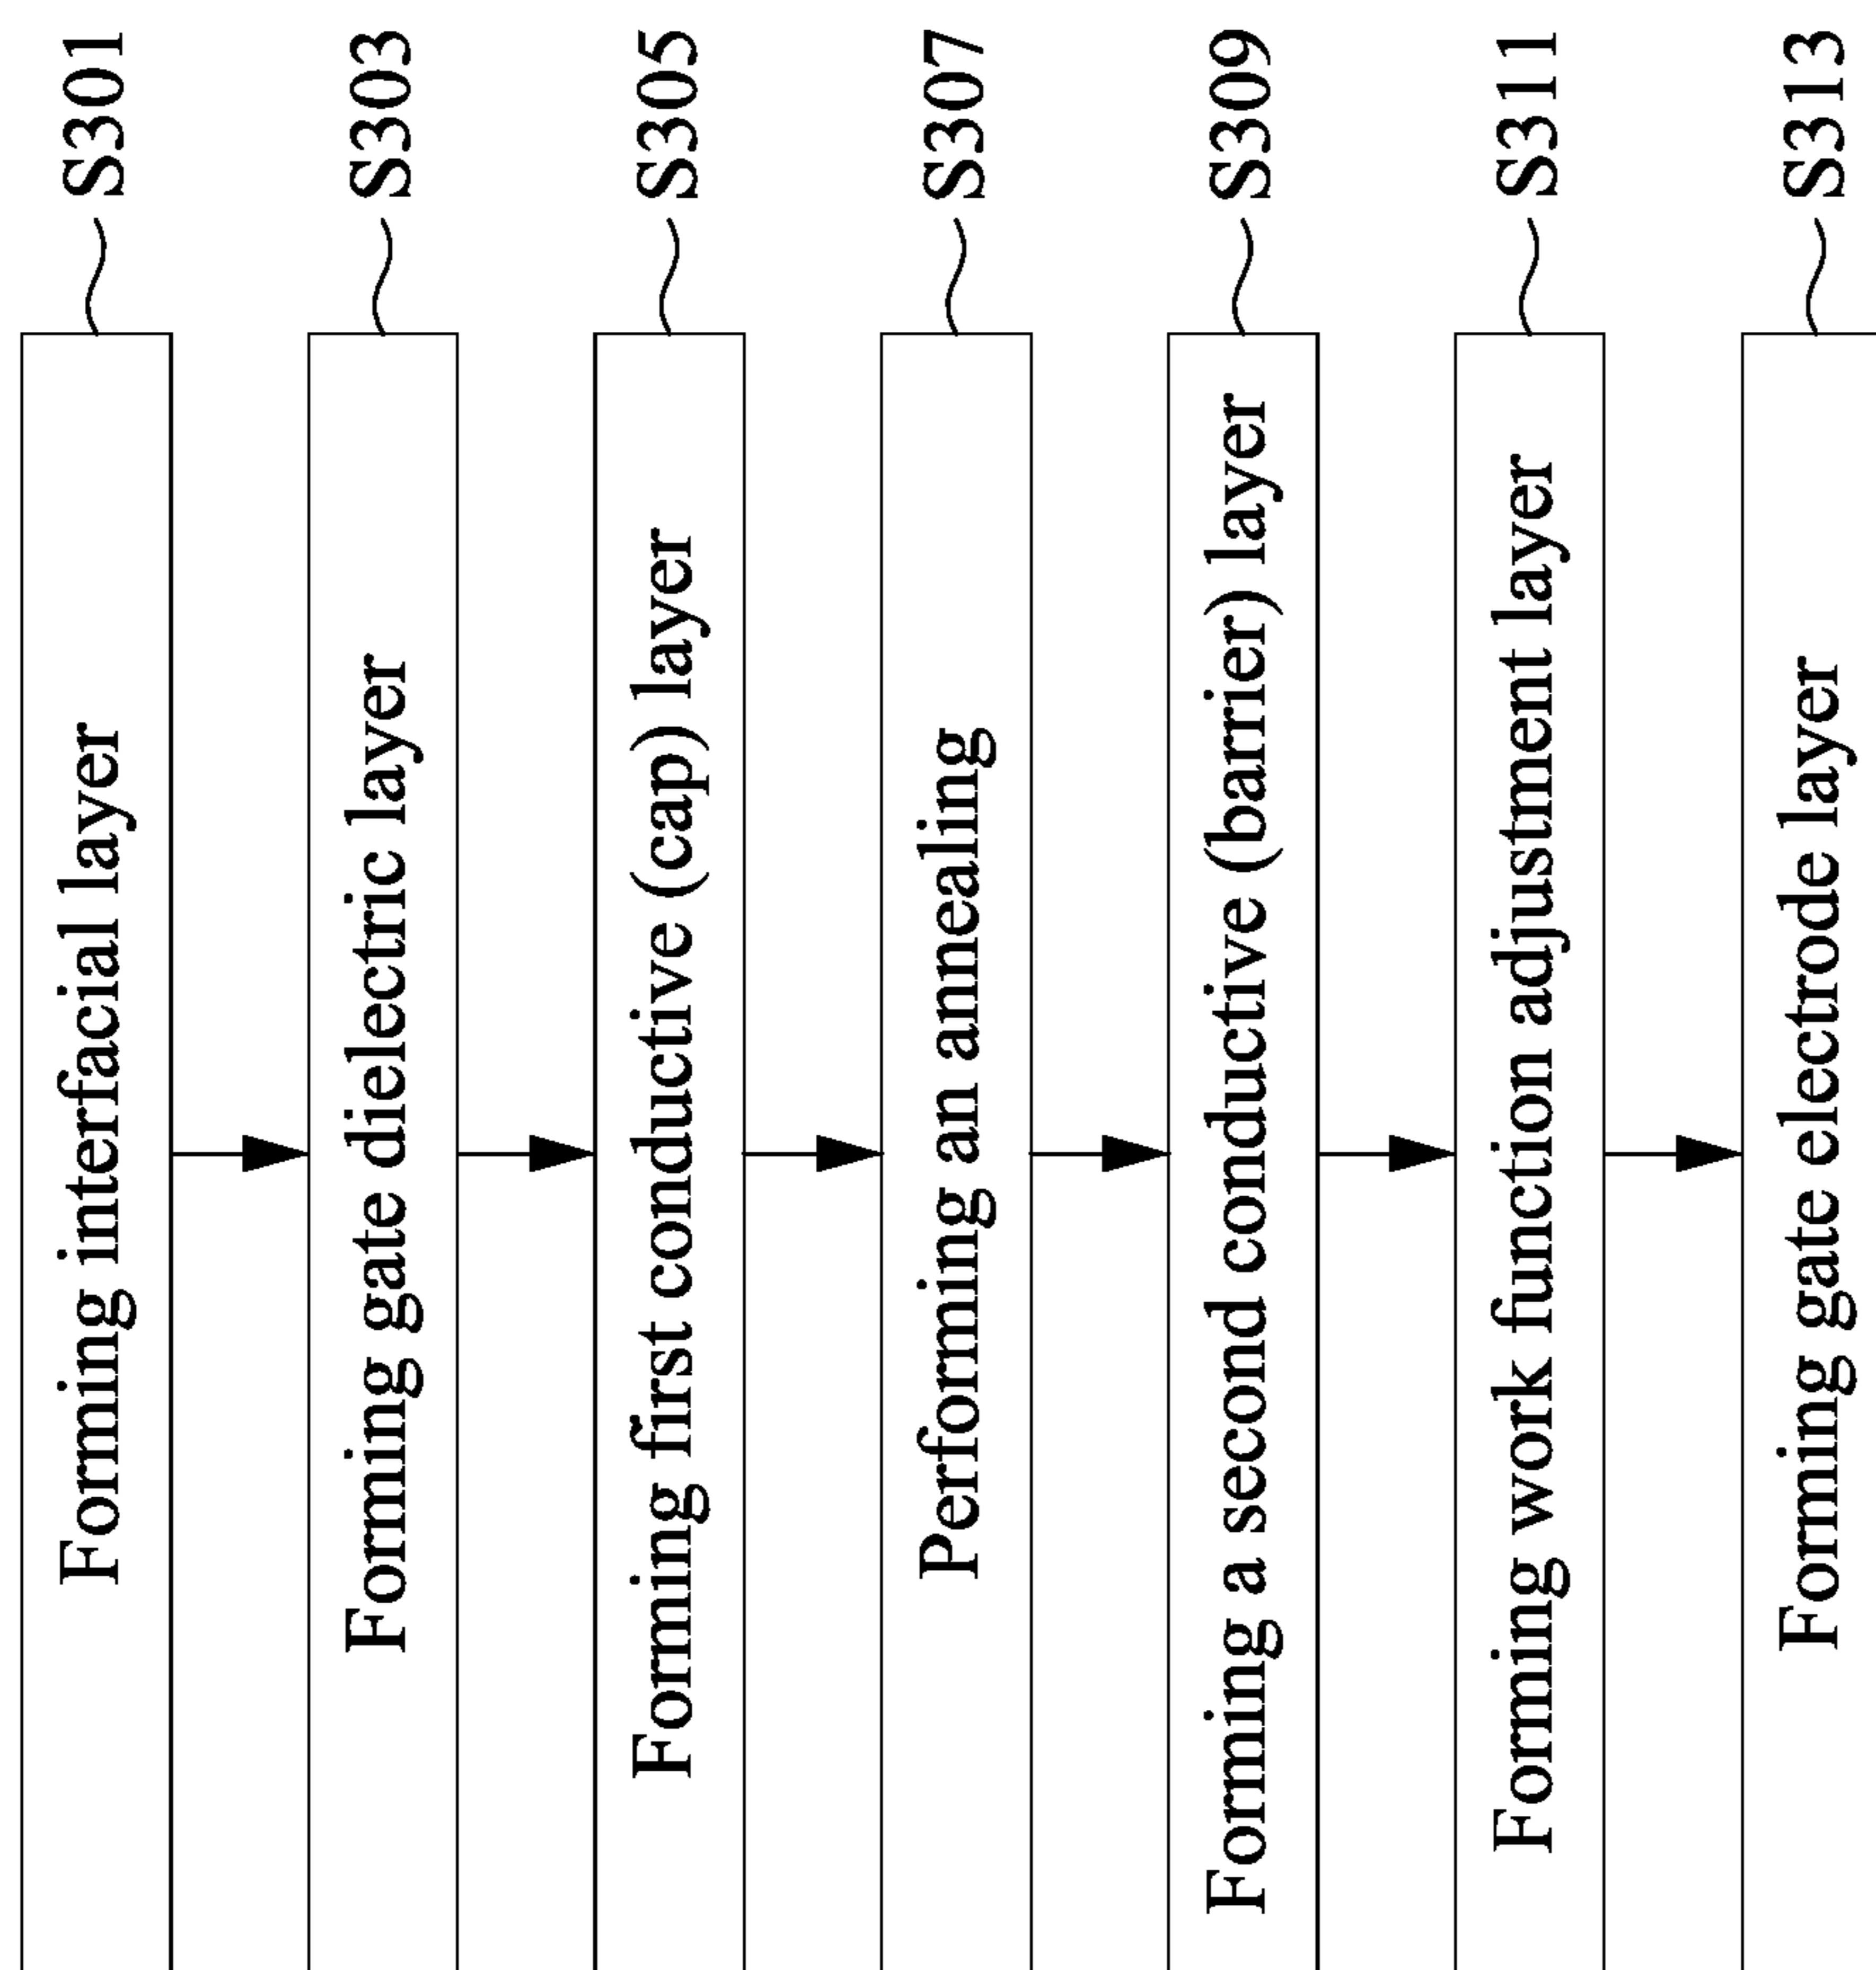 Forming interfacial layer S301
Forming gate dielectric layer S303
Forming first conductive (cap) layer S305
Performing an annealing S307
Forming a second conductive (barrier) layer S309
Forming work function adjustment layer S311
Forming gate electrode layer S313